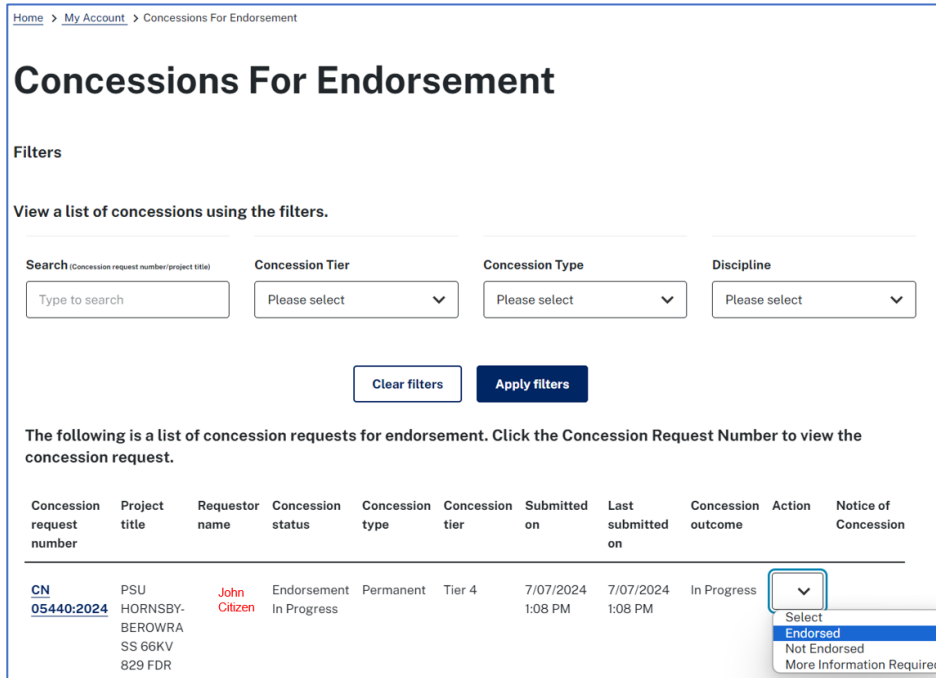 Home > My Account > Concessions For Endorsement
Concessions For Endorsement
Filters
View a list of concessions using the filters.
Search (Concession request number/project title)
Type to search
Concession Tier
Please select
Concession Type
Please select
Discipline
Please select
Clear filters
Apply filters
The following is a list of concession requests for endorsement. Click the Concession Request Number to view the
concession request.
Concession request number
Project title
Requestor name
Concession status
Concession type
Concession tier
Submitted on
Last submitted on
Concession outcome
Action
Notice of Concession
CN 05440:2024
PSU HORNSBY-BEROWRA SS 66KV 829 FDR
John Citizen
Endorsement In Progress
Permanent
Tier 4
7/07/2024 1:08 PM
7/07/2024 1:08 PM
In Progress
Select
Endorsed
Not Endorsed
More Information Require